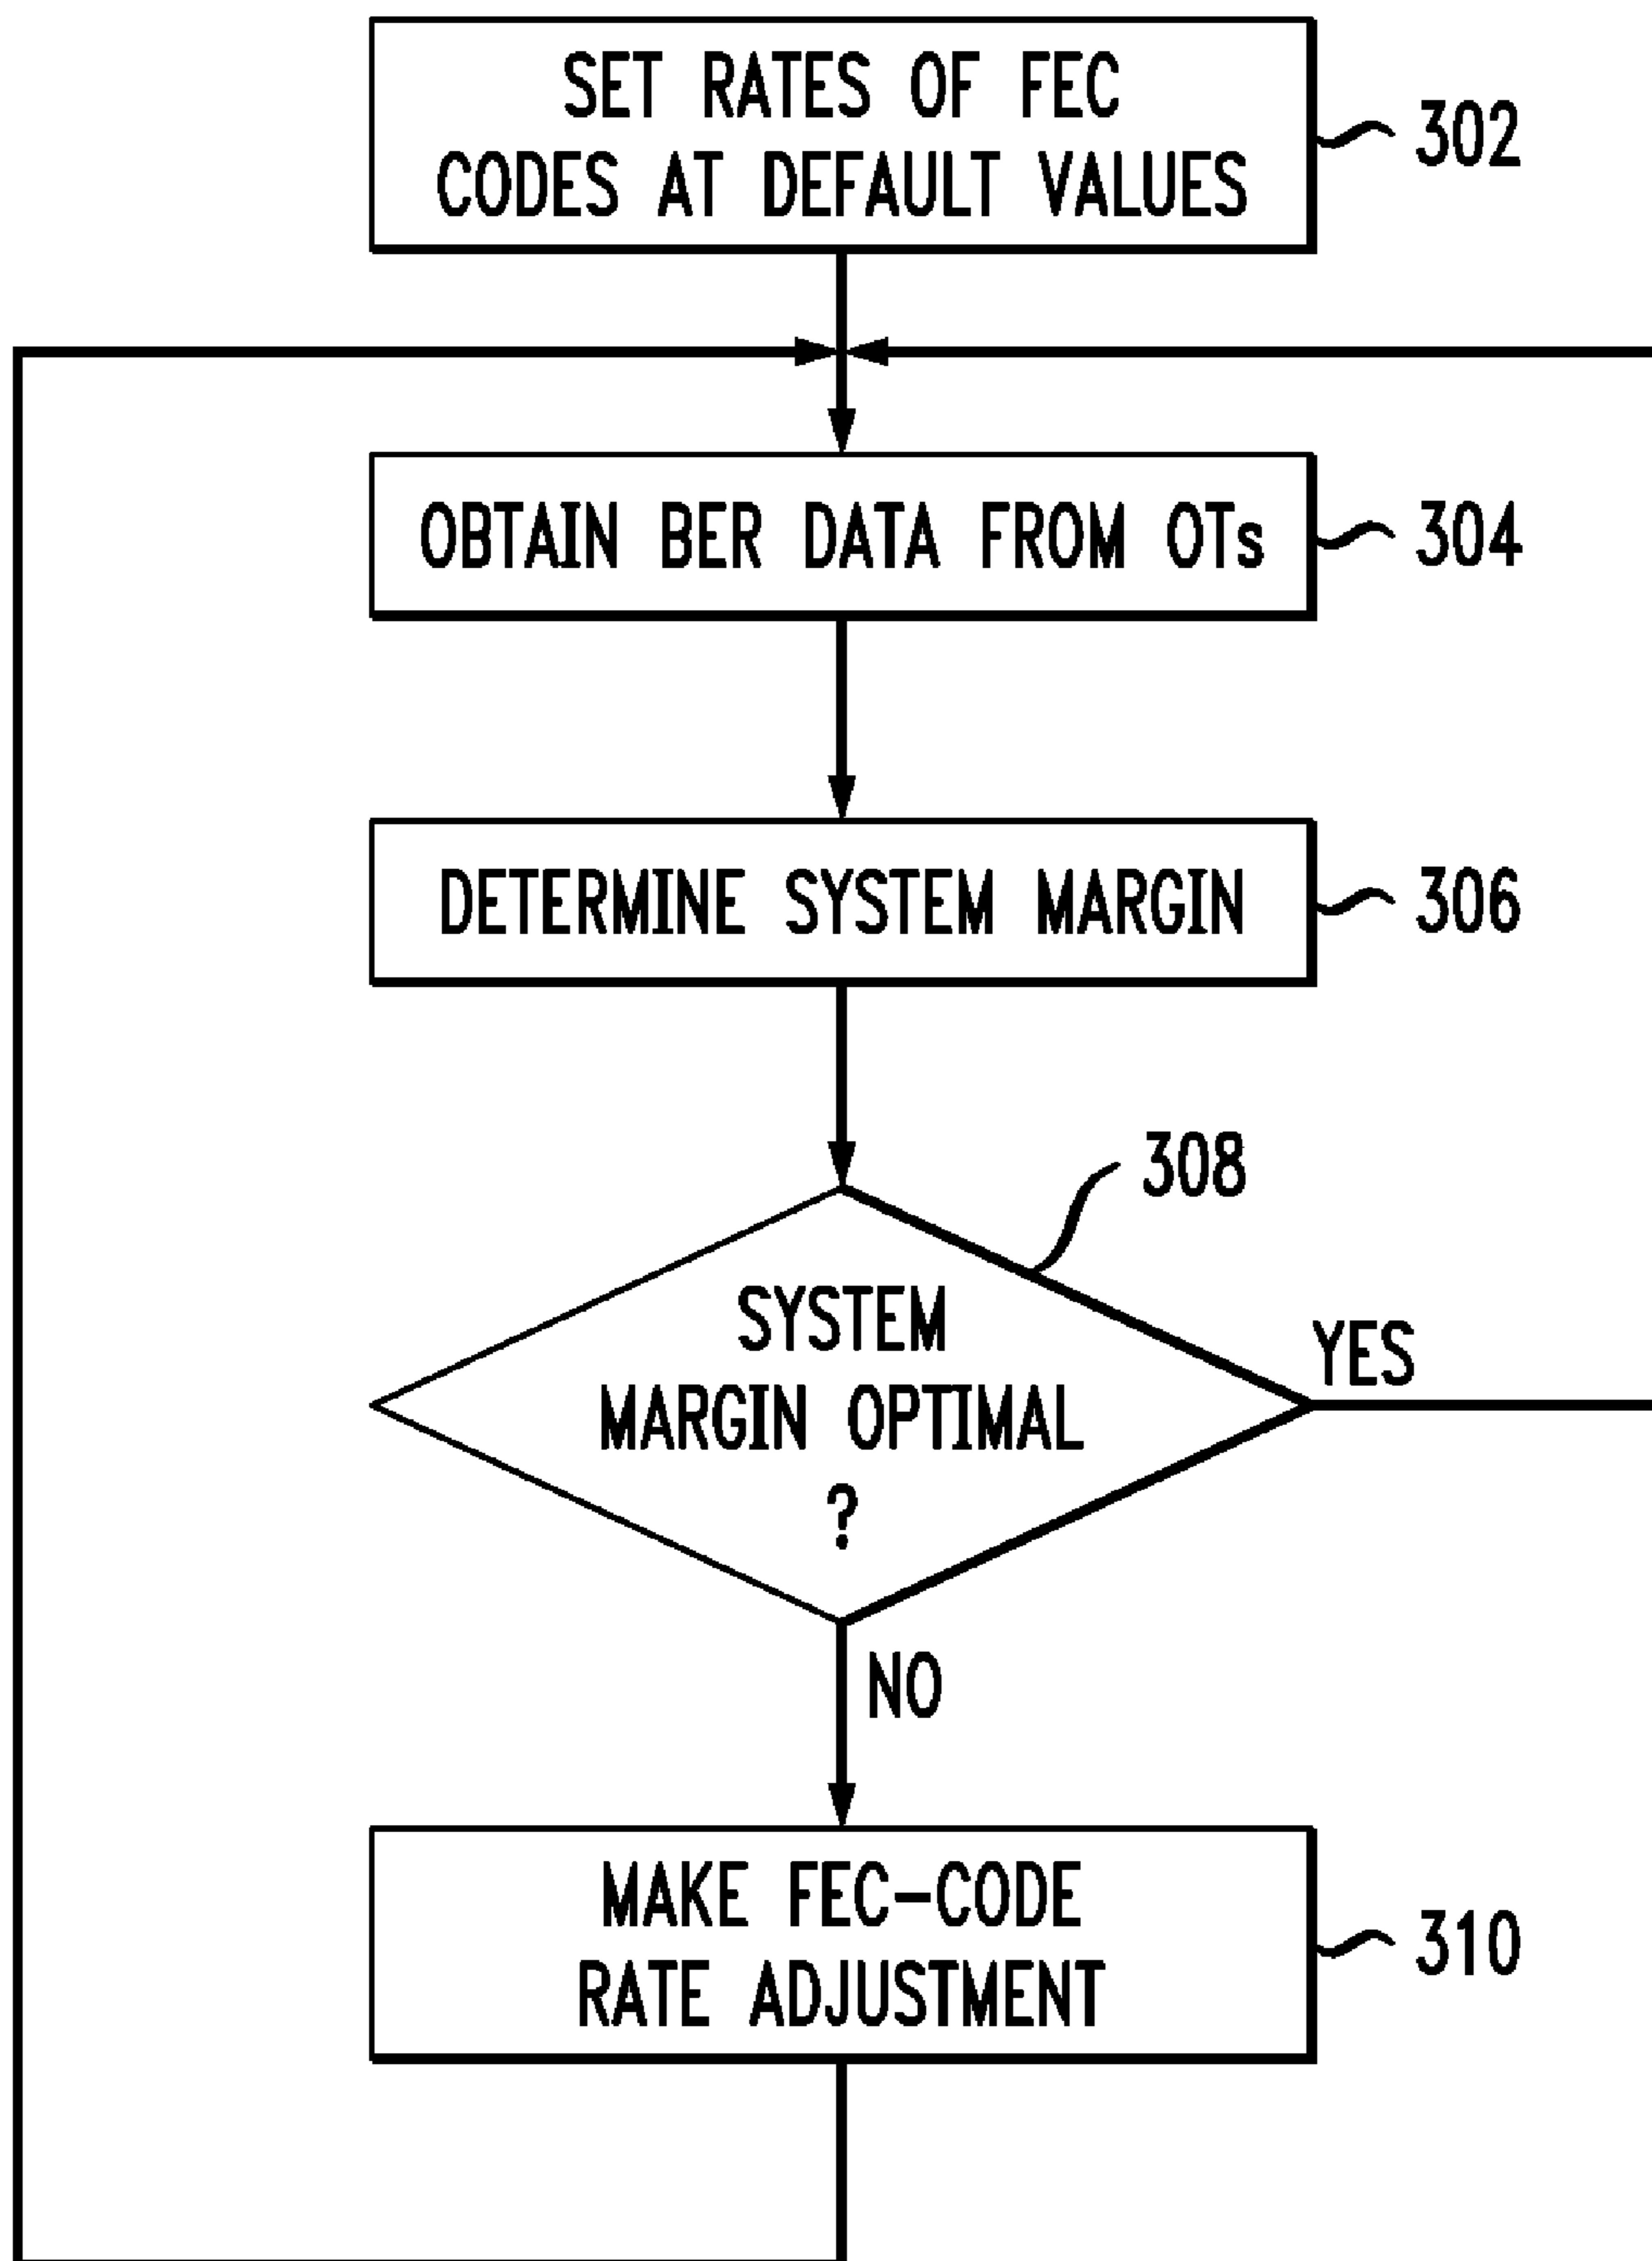 SET RATES OF FEC
CODES AT DEFAULT VALUES
302
OBTAIN BER DATA FROM OTs
304
DETERMINE SYSTEM MARGIN
306
308
SYSTEM
MARGIN OPTIMAL
?
YES
NO
MAKE FEC-CODE
RATE ADJUSTMENT
310